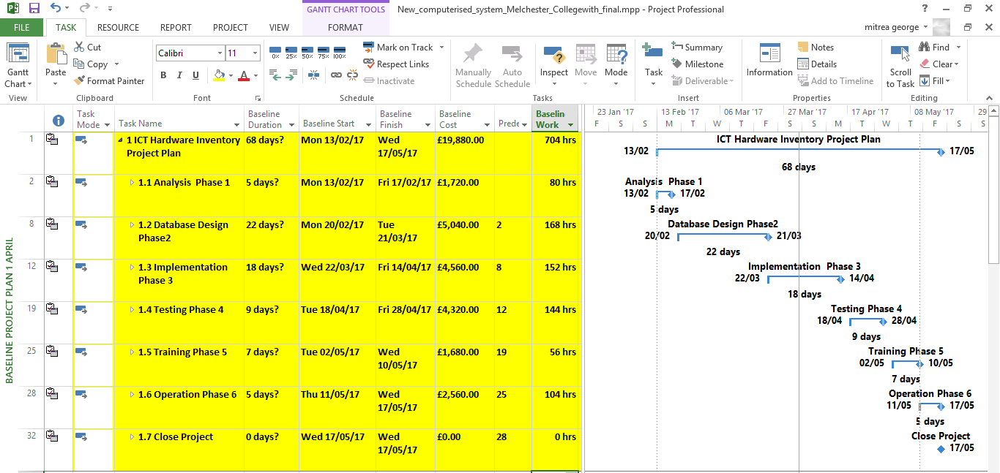 GANTT CHART TOOLS
New_computerised_system_Melchester_Collegewith_final.mpp - Project Professional
FILE TASK RESOURCE REPORT PROJECT VIEW FORMAT
mitrea george
Gantt Chart
View
Paste
Cut
Copy
Format Painter
Clipboard
Calibri 11
B I U A
Font
0% 25% 50% 75% 100%
Mark on Track
Respect Links
Inactivate
Schedule
Manually Schedule
Auto Schedule
Inspect
Move
Mode
Tasks
Task
Summary
Milestone
Deliverable
Insert
Information
Notes
Details
Add to Timeline
Properties
Scroll to Task
Find
Clear
Fill
Editing
BASELINE PROJECT PLAN 1 APRIL
Task Mode Task Name Baseline Duration Baseline Start Baseline Finish Baseline Cost Prede Baselin Work
1 1 ICT Hardware Inventory Project Plan 68 days? Mon 13/02/17 Wed 17/05/17 £19,880.00 704 hrs
2 1.1 Analysis  Phase 1 5 days? Mon 13/02/17 Fri 17/02/17 £1,720.00 80 hrs
8 1.2 Database Design Phase2 22 days? Mon 20/02/17 Tue 21/03/17 £5,040.00 2 168 hrs
12 1.3 Implementation Phase 3 18 days? Wed 22/03/17 Fri 14/04/17 £4,560.00 8 152 hrs
19 1.4 Testing Phase 4 9 days? Tue 18/04/17 Fri 28/04/17 £4,320.00 12 144 hrs
25 1.5 Training Phase 5 7 days? Tue 02/05/17 Wed 10/05/17 £1,680.00 19 56 hrs
28 1.6 Operation Phase 6 5 days? Thu 11/05/17 Wed 17/05/17 £2,560.00 25 104 hrs
32 1.7 Close Project 0 days? Wed 17/05/17 Wed 17/05/17 £0.00 28 0 hrs
23 Jan '17 13 Feb '17 06 Mar '17 27 Mar '17 17 Apr '17 08 May '17 29
F S S M T W T F S S M T W T F S S
ICT Hardware Inventory Project Plan
13/02 17/05
68 days
Analysis  Phase 1
13/02 17/02
5 days
Database Design Phase2
20/02 21/03
22 days
Implementation  Phase 3
22/03 14/04
18 days
Testing Phase 4
18/04 28/04
9 days
Training Phase 5
02/05 10/05
7 days
Operation Phase 6
11/05 17/05
5 days
Close Project
17/05